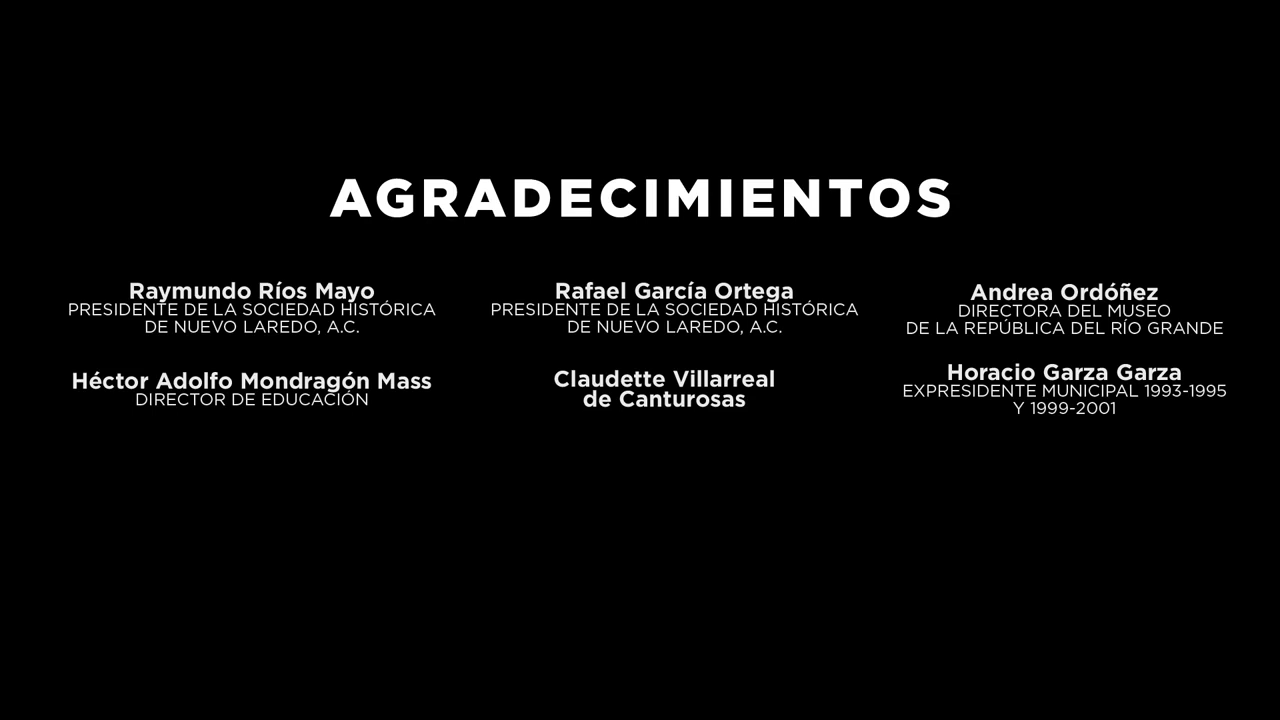 AGRADECIMIENTOS
Raymundo Ríos Mayo
PRESIDENTE DE LA SOCIEDAD HISTÓRICA
DE NUEVO LAREDO, A.C.
Rafael García Ortega
PRESIDENTE DE LA SOCIEDAD HISTÓRICA
DE NUEVO LAREDO, A.C.
Andrea Ordóñez
DIRECTORA DEL MUSEO
DE LA REPÚBLICA DEL RÍO GRANDE
Héctor Adolfo Mondragón Mass
DIRECTOR DE EDUCACIÓN
Claudette Villarreal
de Canturosas
Horacio Garza Garza
EXPRESIDENTE MUNICIPAL 1993-1995
Y 1999-2001